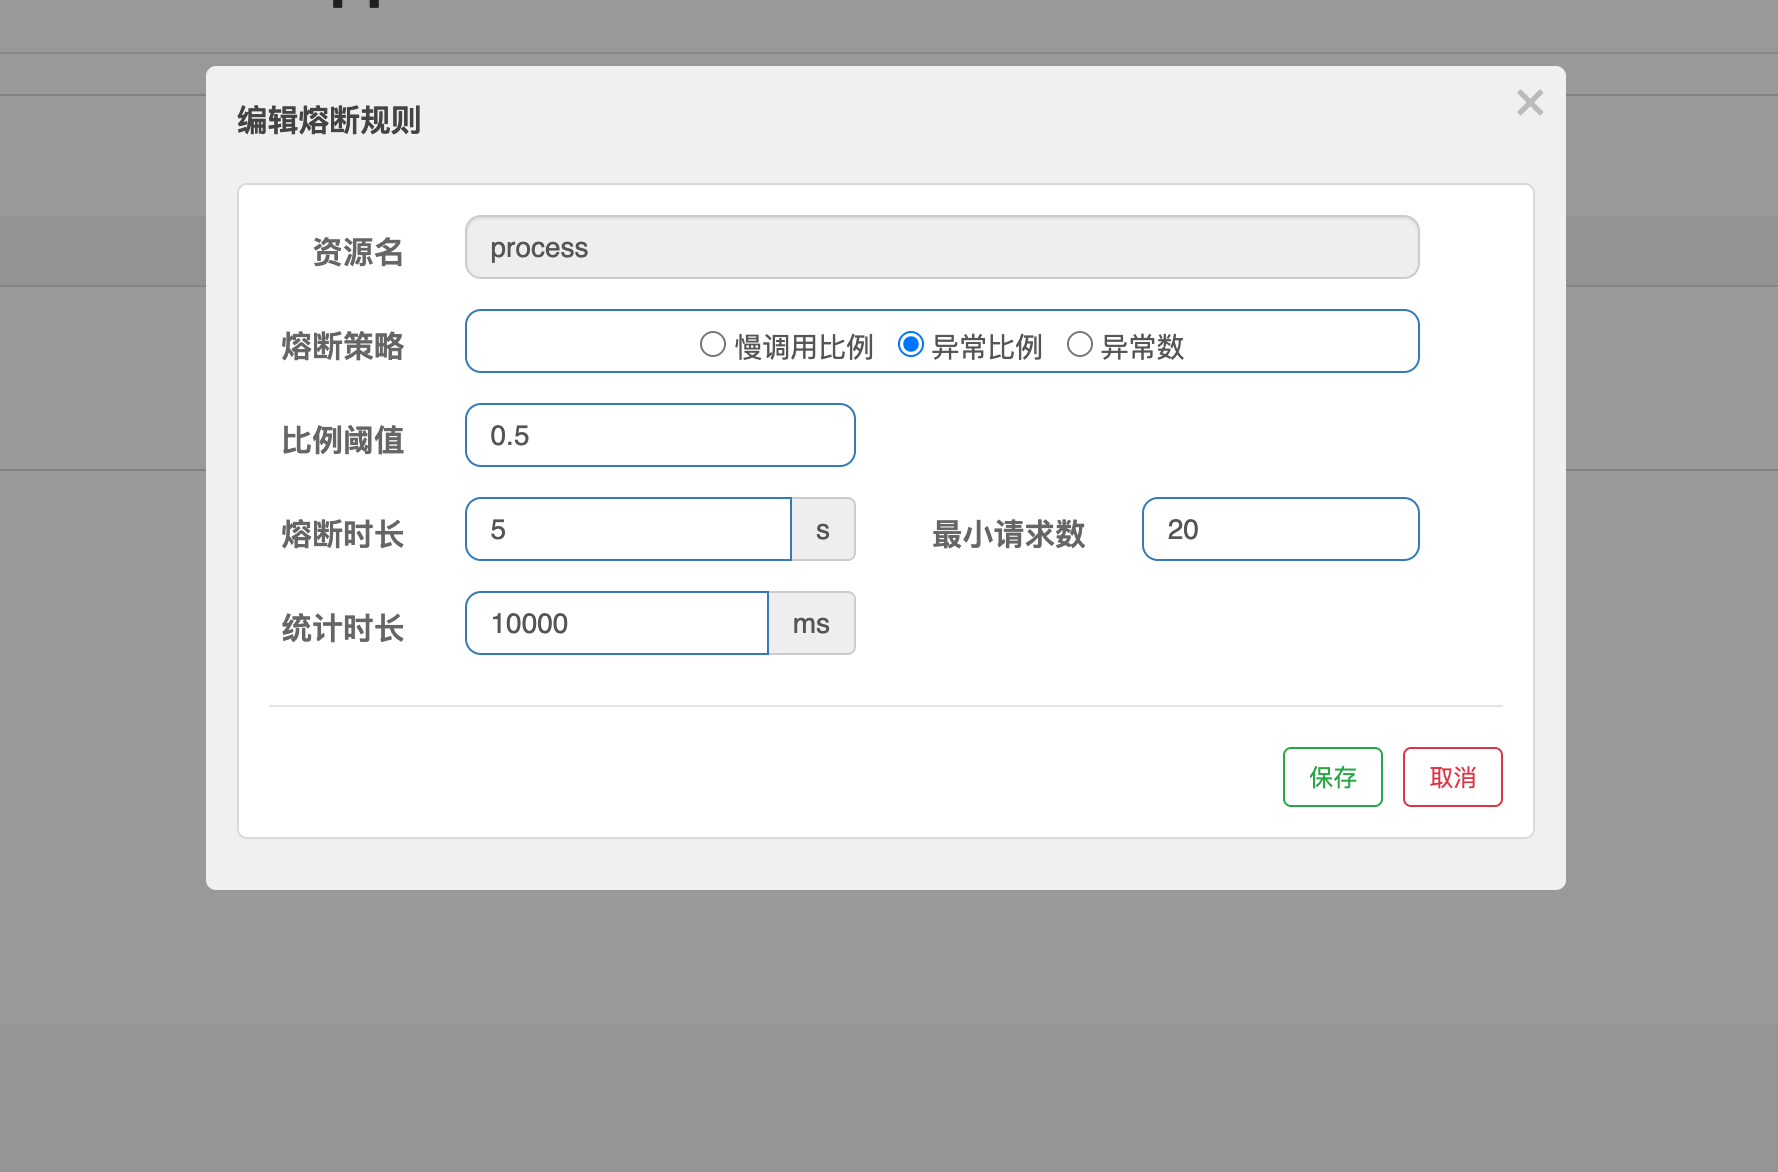 编辑熔断规则
资源名 process
熔断策略 慢调用比例 异常比例 异常数
比例阈值 0.5
熔断时长 5 s 最小请求数 20
统计时长 10000 ms
保存 取消